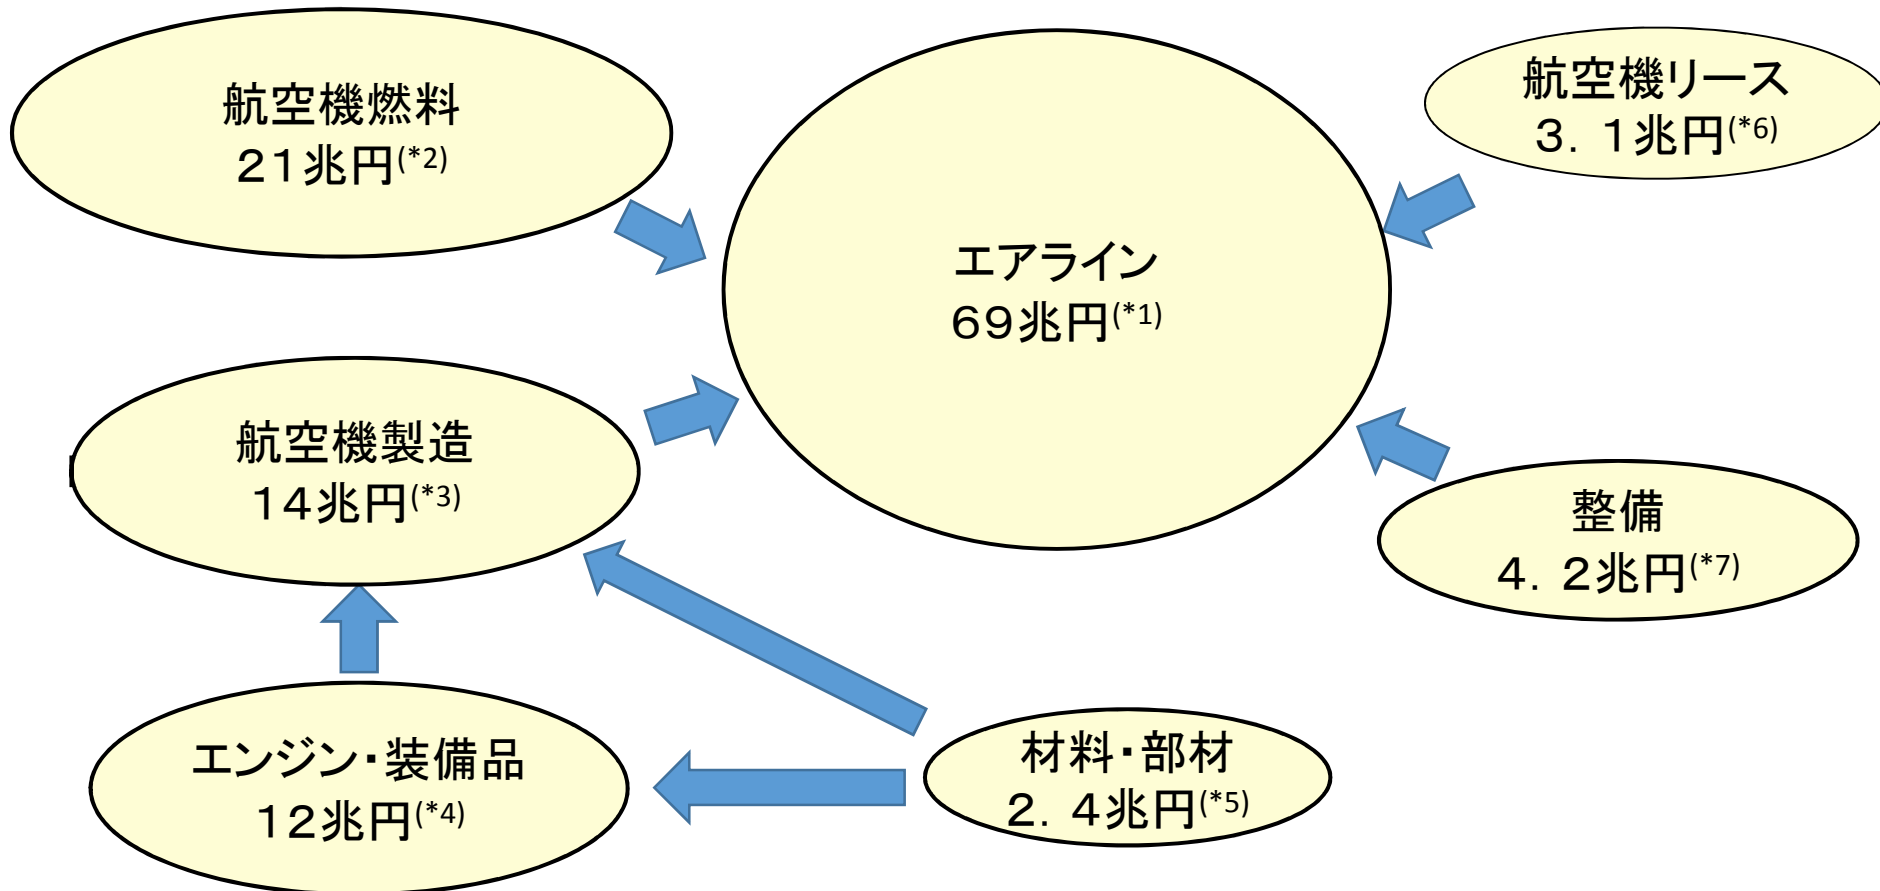 航空機燃料
21兆円(*2)
エアライン
69兆円(*1)
航空機リース
3. 1兆円(*6)
航空機製造
14兆円(*3)
整備
4. 2兆円(*7)
エンジン・装備品
12兆円(*4)
材料・部材
2. 4兆円(*5)